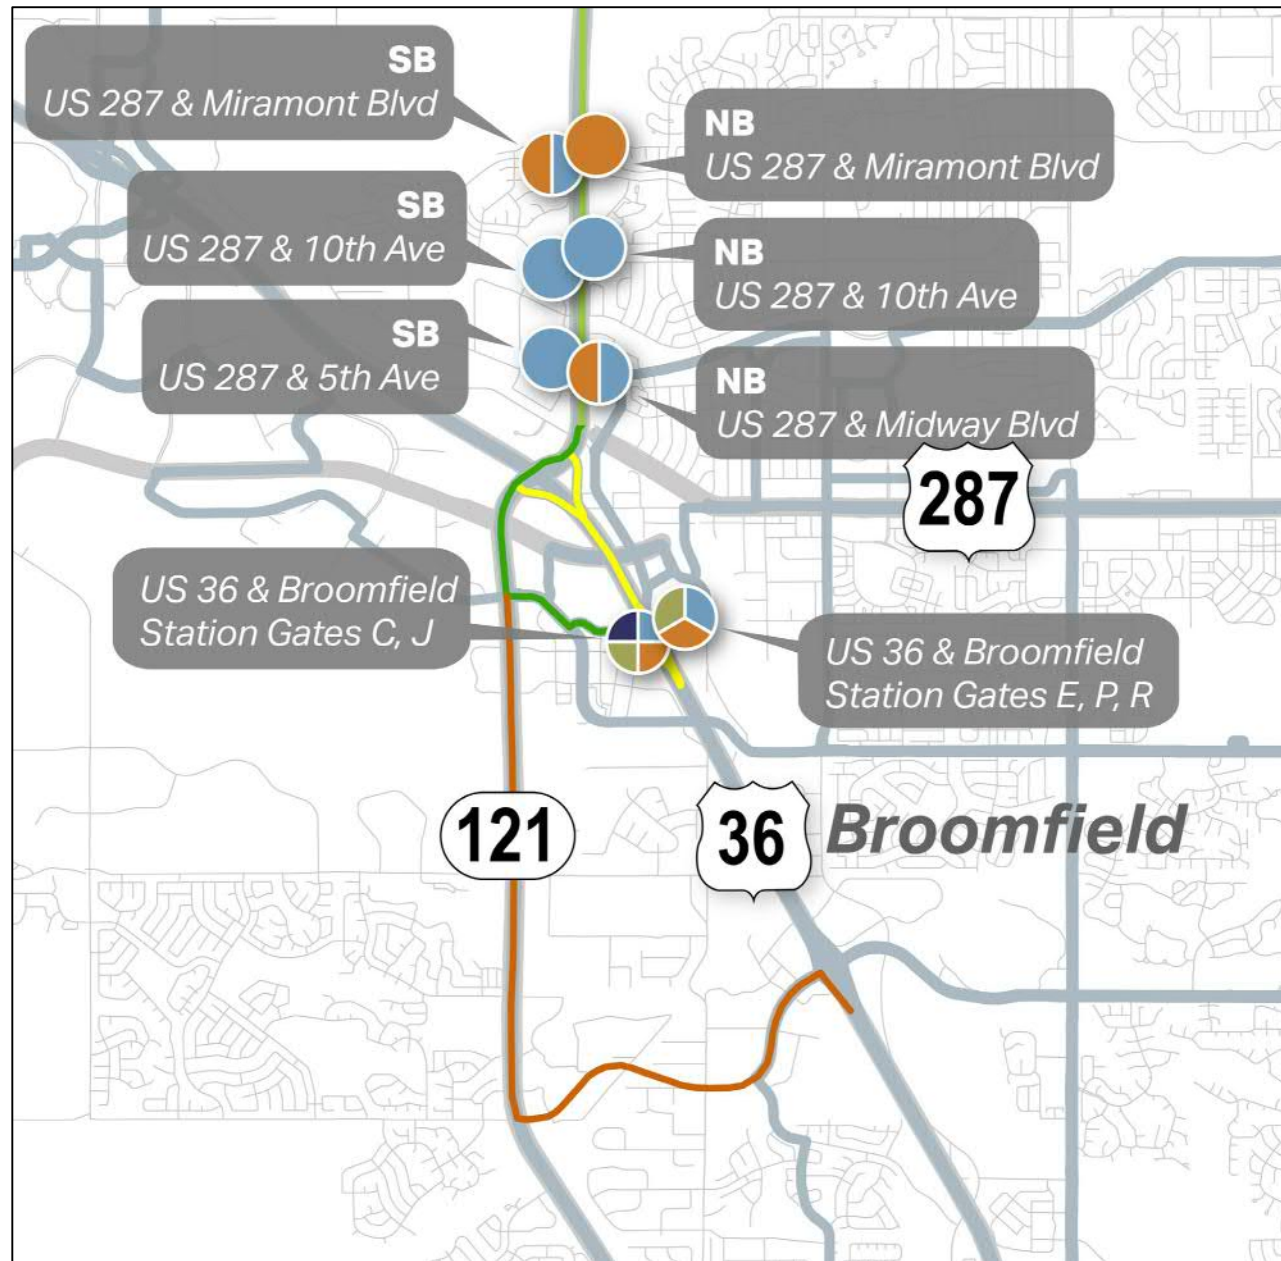 SB
US 287 & Miramont Blvd
NB
US 287 & Miramont Blvd
SB
US 287 & 10th Ave
NB
US 287 & 10th Ave
SB
US 287 & 5th Ave
NB
US 287 & Midway Blvd
287
US 36 & Broomfield
Station Gates C, J
US 36 & Broomfield
Station Gates E, P, R
121
36
Broomfield